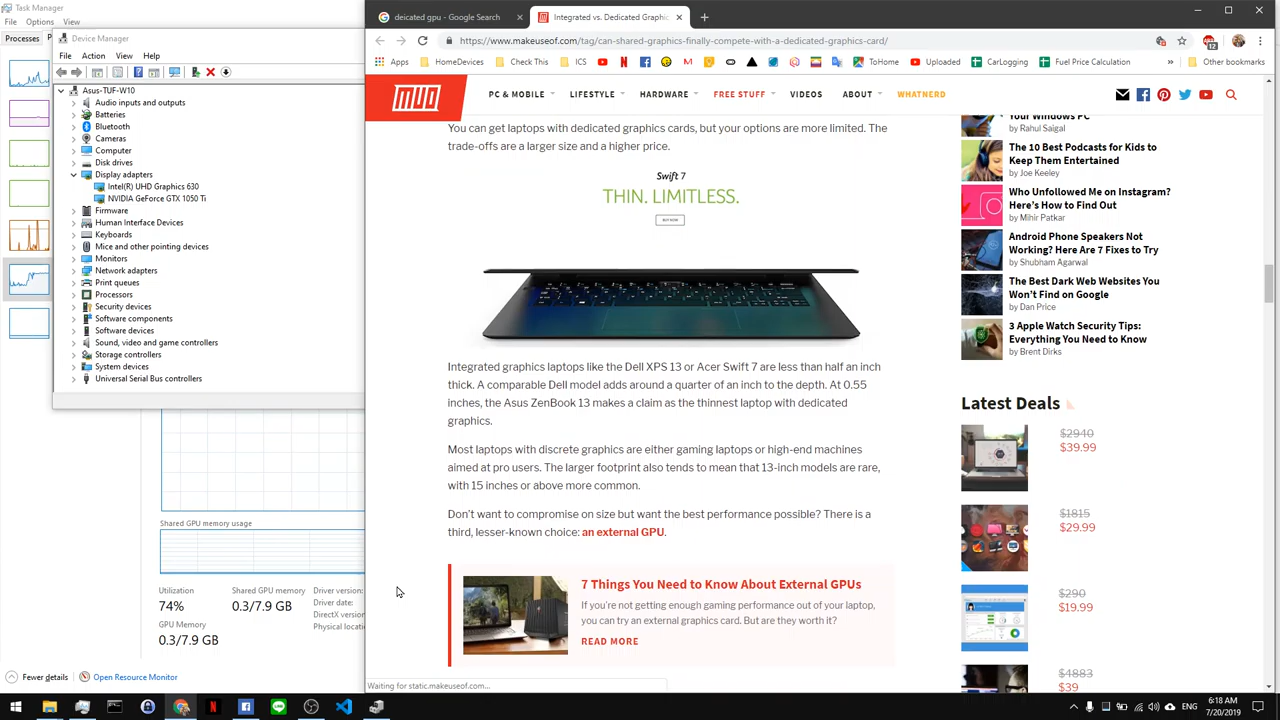 Task Manager
File Options View
Processes
Device Manager
File Action View Help
Asus-TUF-W10
Audio inputs and outputs
Batteries
Bluetooth
Cameras
Computer
Disk drives
Display adapters
Intel(R) UHD Graphics 630
NVIDIA GeForce GTX 1050 Ti
Firmware
Human Interface Devices
Keyboards
Mice and other pointing devices
Monitors
Network adapters
Print queues
Processors
Security devices
Software components
Software devices
Sound, video and game controllers
Storage controllers
System devices
Universal Serial Bus controllers
Shared GPU memory usage
Utilization
74%
Shared GPU memory
0.3/7.9 GB
GPU Memory
0.3/7.9 GB
Driver version:
Driver date:
DirectX version
Physical locati
Fewer details
Open Resource Monitor
deicated gpu - Google Search
Integrated vs. Dedicated Graphic
https://www.makeuseof.com/tag/can-shared-graphics-finally-compete-with-a-dedicated-graphics-card/
12
Apps HomeDevices Check This ICS ToHome Uploaded CarLogging Fuel Price Calculation » Other bookmarks
MUO
PC & MOBILE LIFESTYLE HARDWARE FREE STUFF VIDEOS ABOUT WHATNERD
You can get laptops with dedicated graphics cards, but your options are more limited. The
trade-offs are a larger size and a higher price.
Swift 7
THIN. LIMITLESS.
BUY NOW
Integrated graphics laptops like the Dell XPS 13 or Acer Swift 7 are less than half an inch
thick. A comparable Dell model adds around a quarter of an inch to the depth. At 0.55
inches, the Asus ZenBook 13 makes a claim as the thinnest laptop with dedicated
graphics.
Most laptops with discrete graphics are either gaming laptops or high-end machines
aimed at pro users. The larger footprint also tends to mean that 13-inch models are rare,
with 15 inches or above more common.
Don't want to compromise on size but want the best performance possible? There is a
third, lesser-known choice: an external GPU.
7 Things You Need to Know About External GPUs
If you're not getting enough gaming performance out of your laptop,
you can try an external graphics card. But are they worth it?
READ MORE
Waiting for static.makeuseof.com...
Your Windows PC
by Rahul Saigal
The 10 Best Podcasts for Kids to
Keep Them Entertained
by Joe Keeley
Who Unfollowed Me on Instagram?
Here's How to Find Out
by Mihir Patkar
Android Phone Speakers Not
Working? Here Are 7 Fixes to Try
by Shubham Agarwal
The Best Dark Web Websites You
Won't Find on Google
by Dan Price
3 Apple Watch Security Tips:
Everything You Need to Know
by Brent Dirks
Latest Deals
$2940
$39.99
$1815
$29.99
$290
$19.99
$4883
$39
ENG
6:18 AM
7/20/2019